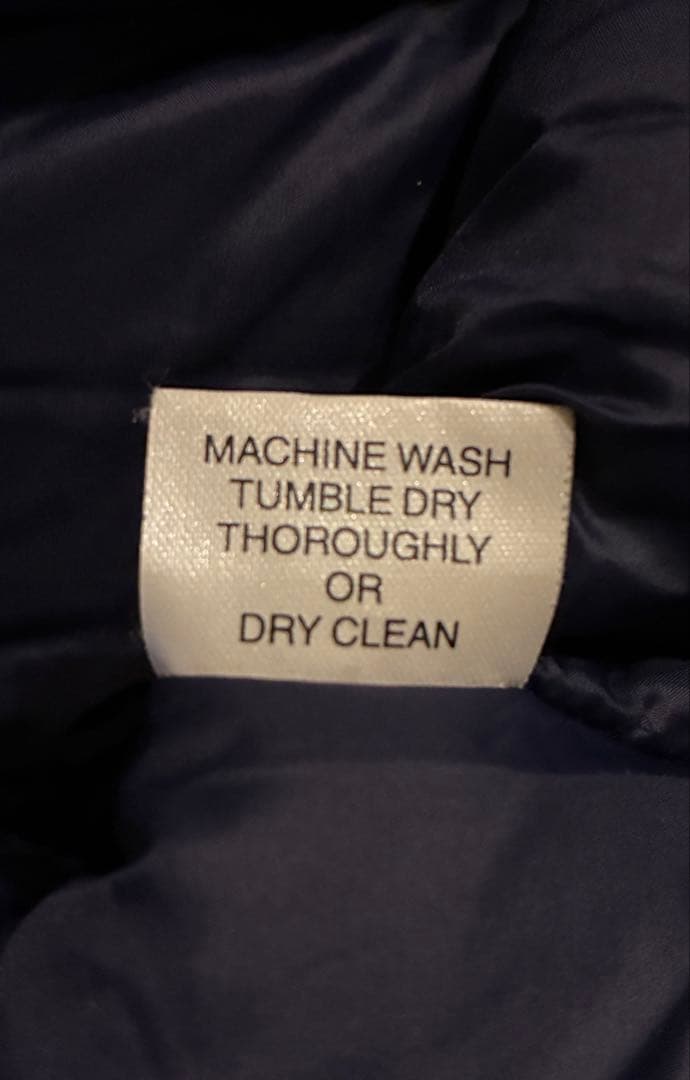 MACHINE WASH
TUMBLE DRY
THOROUGHLY
OR
DRY CLEAN